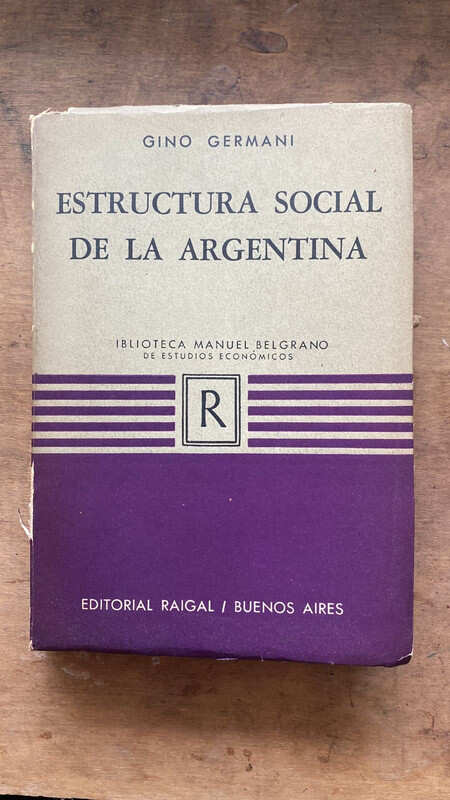 GINO GERMANI
ESTRUCTURA SOCIAL
DE LA ARGENTINA
IBLIOTECA MANUEL BELGRANO
DE ESTUDIOS ECONÓMICOS
R
EDITORIAL RAIGAL / BUENOS AIRES